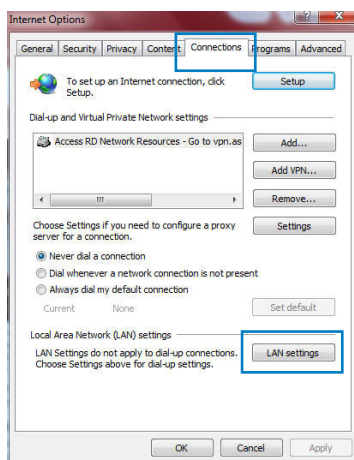 Internet Options
General Security Privacy Content Connections Programs Advanced
To set up an Internet connection, click
Setup.
Setup
Dial-up and Virtual Private Network settings
Access RD Network Resources - Go to vpn.as
Add...
Add VPN...
Remove...
Choose Settings if you need to configure a proxy
server for a connection.
Settings
Never dial a connection
Dial whenever a network connection is not present
Always dial my default connection
Current None
Set default
Local Area Network (LAN) settings
LAN Settings do not apply to dial-up connections.
Choose Settings above for dial-up settings.
LAN settings
OK Cancel Apply